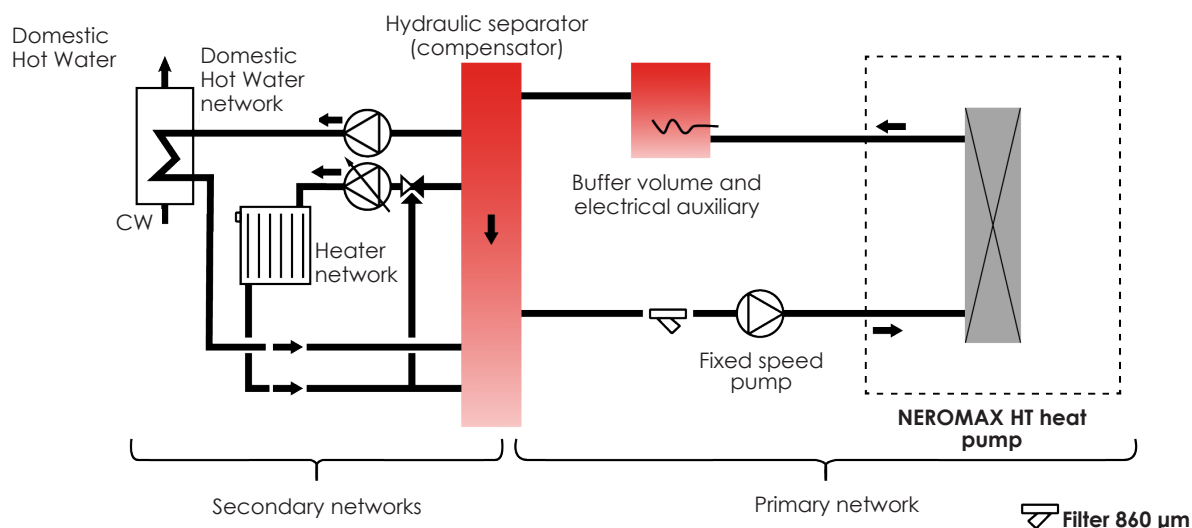 Domestic
Hot Water
Domestic
Hot Water
network
Hydraulic separator
(compensator)
CW
Heater
network
Buffer volume and
electrical auxiliary
Fixed speed
pump
NEROMAX HT heat
pump
Secondary networks
Primary network
Filter 860 µm